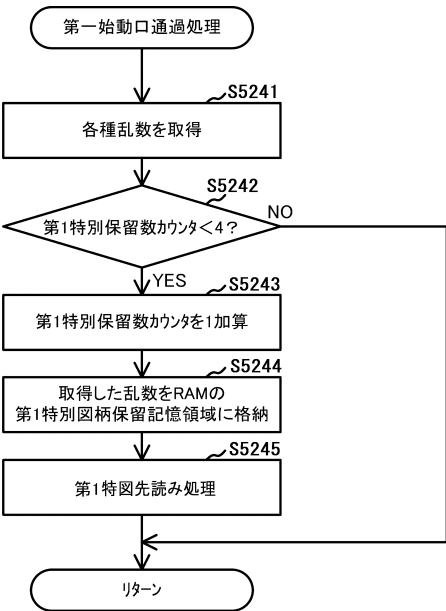 第一始動口通過処理
S5241
各種乱数を取得
S5242
第1特別保留数カウンタ<4?
NO
YES
S5243
第1特別保留数カウンタを1加算
S5244
取得した乱数をRAMの
第1特別図柄保留記憶領域に格納
S5245
第1特図先読み処理
リターン